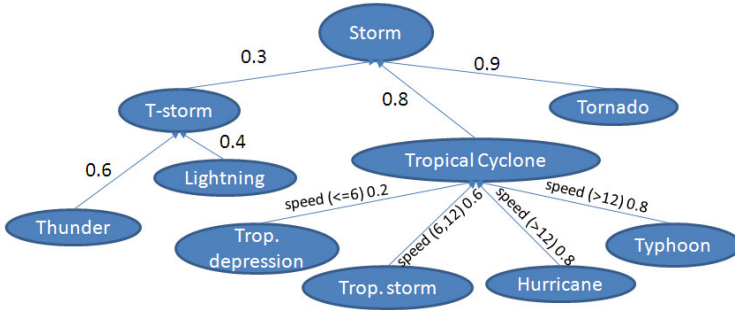 Storm
0.3
0.9
0.8
T-storm
Tornado
0.6
0.4
Tropical Cyclone
Lightning
speed (<=6) 0.2
speed (6,12) 0.6
speed (>12) 0.8
speed (>12) 0.8
Thunder
Trop.
depression
Typhoon
Trop. storm
Hurricane